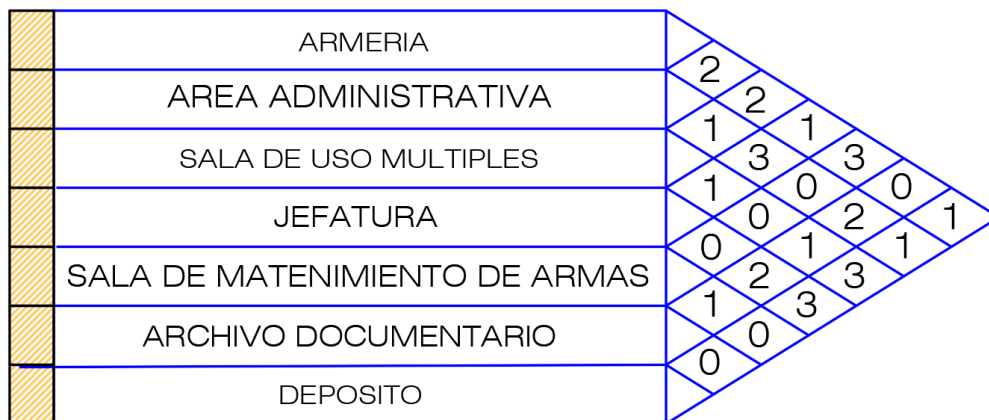 ARMERIA
AREA ADMINISTRATIVA
SALA DE USO MULTIPLES
JEFATURA
SALA DE MATENIMIENTO DE ARMAS
ARCHIVO DOCUMENTARIO
DEPOSITO
2
2
1 1
3 3
1 0 0
0 2 1
0 1 1
2 3
1 3
0
0